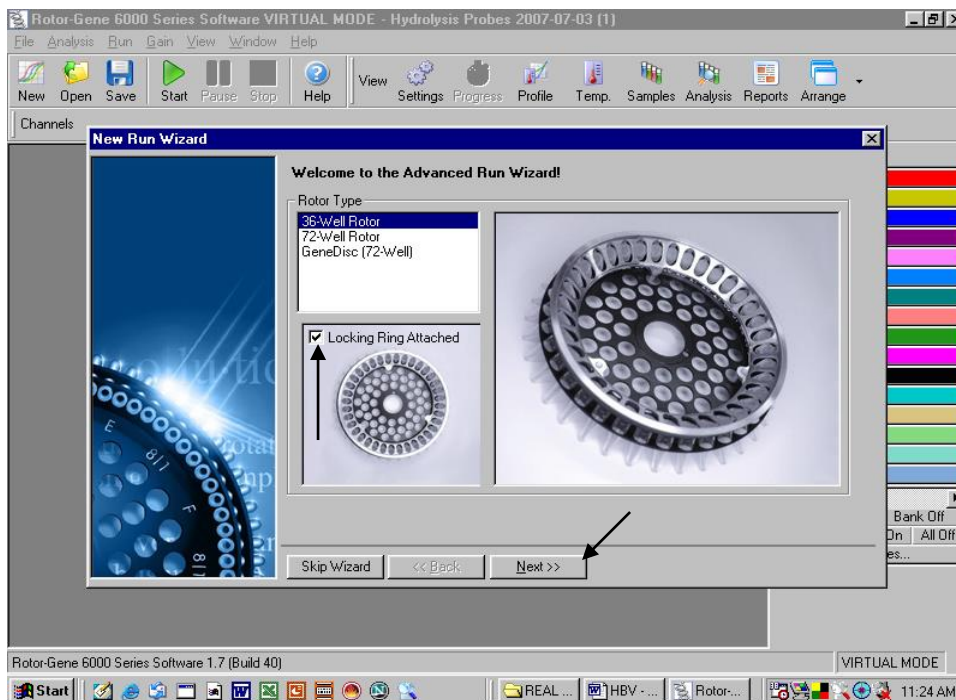 Rotor-Gene 6000 Series Software VIRTUAL MODE - Hydrolysis Probes 2007-07-03 (1)
File Analysis Run Gain View Window Help
New Open Save Start Pause Stop Help View Settings Progress Profile Temp. Samples Analysis Reports Arrange
Channels
New Run Wizard
Welcome to the Advanced Run Wizard!
Rotor Type
36-Well Rotor
72-Well Rotor
GeneDisc (72-Well)
Locking Ring Attached
Bank Off
On All Off
es...
Skip Wizard << Back Next >>
Rotor-Gene 6000 Series Software 1.7 (Build 40) VIRTUAL MODE
Start REAL ... HBV - ... Rotor-... 11:24 AM